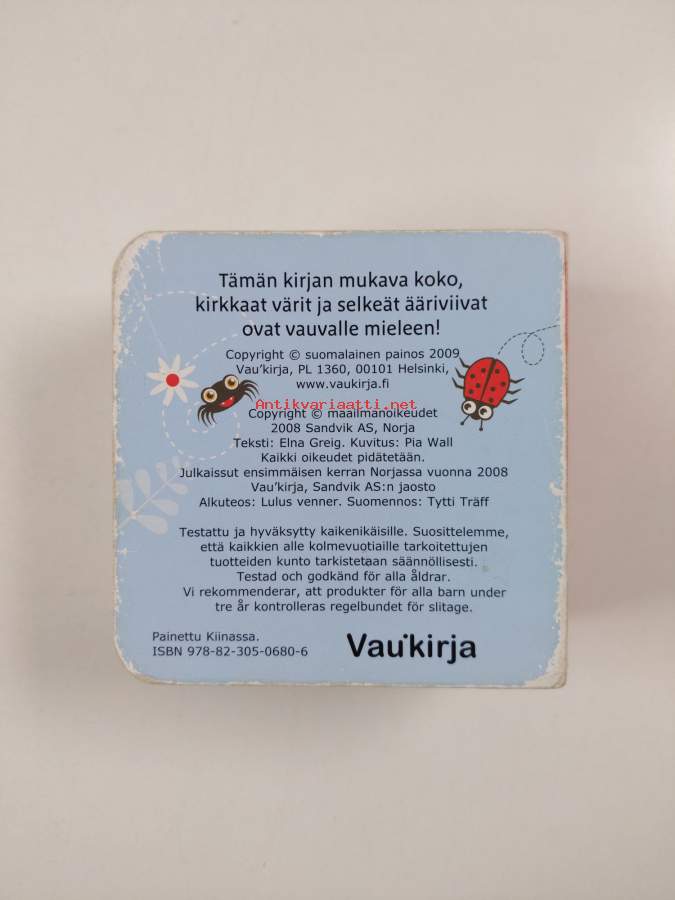 Tämän kirjan mukava koko,
kirkkaat värit ja selkeät ääriviivat
ovat vauvalle mieleen!
Copyright © suomalainen painos 2009
Vau'kirja, PL 1360, 00101 Helsinki,
www.vaukirja.fi
Antikvariaatti.net
Copyright © maailmanoikeudet
2008 Sandvik AS, Norja
Teksti: Elna Greig. Kuvitus: Pia Wall
Kaikki oikeudet pidätetään.
Julkaissut ensimmäisen kerran Norjassa vuonna 2008
Vau'kirja, Sandvik AS:n jaosto
Alkuteos: Lulus venner. Suomennos: Tytti Träff
Testattu ja hyväksytty kaikenikäisille. Suosittelemme,
että kaikkien alle kolmevuotiaille tarkoitettujen
tuotteiden kunto tarkistetaan säännöllisesti.
Testad och godkänd för alla åldrar.
Vi rekommenderar, att produkter för alla barn under
tre år kontrolleras regelbundet för slitage.
Painettu Kiinassa.
ISBN 978-82-305-0680-6
Vau'kirja